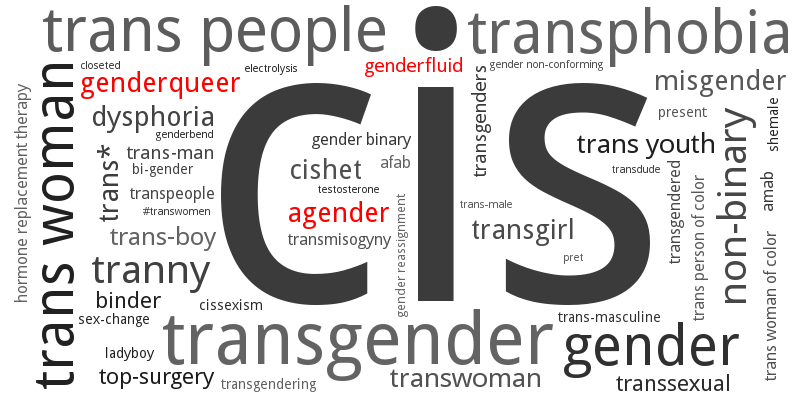 trans people
transphobia
closeted
electrolysis
genderfluid
gender non-conforming
genderqueer
misgender
cis
hormone replacement therapy
trans woman
dysphoria
transgenders
present
shemale
genderbend
gender binary
trans youth
non-binary
trans-man
trans*
cishet
afab
bi-gender
transdude
transgendered
trans person of color
amab
transpeople
testosterone
#transwomen
agender
gender reassignment
trans-male
trans-boy
transmisogyny
transgirl
trans woman of color
tranny
pret
binder
cissexism
sex-change
transgender
trans-masculine
gender
ladyboy
top-surgery
transgendering
transwoman
transsexual